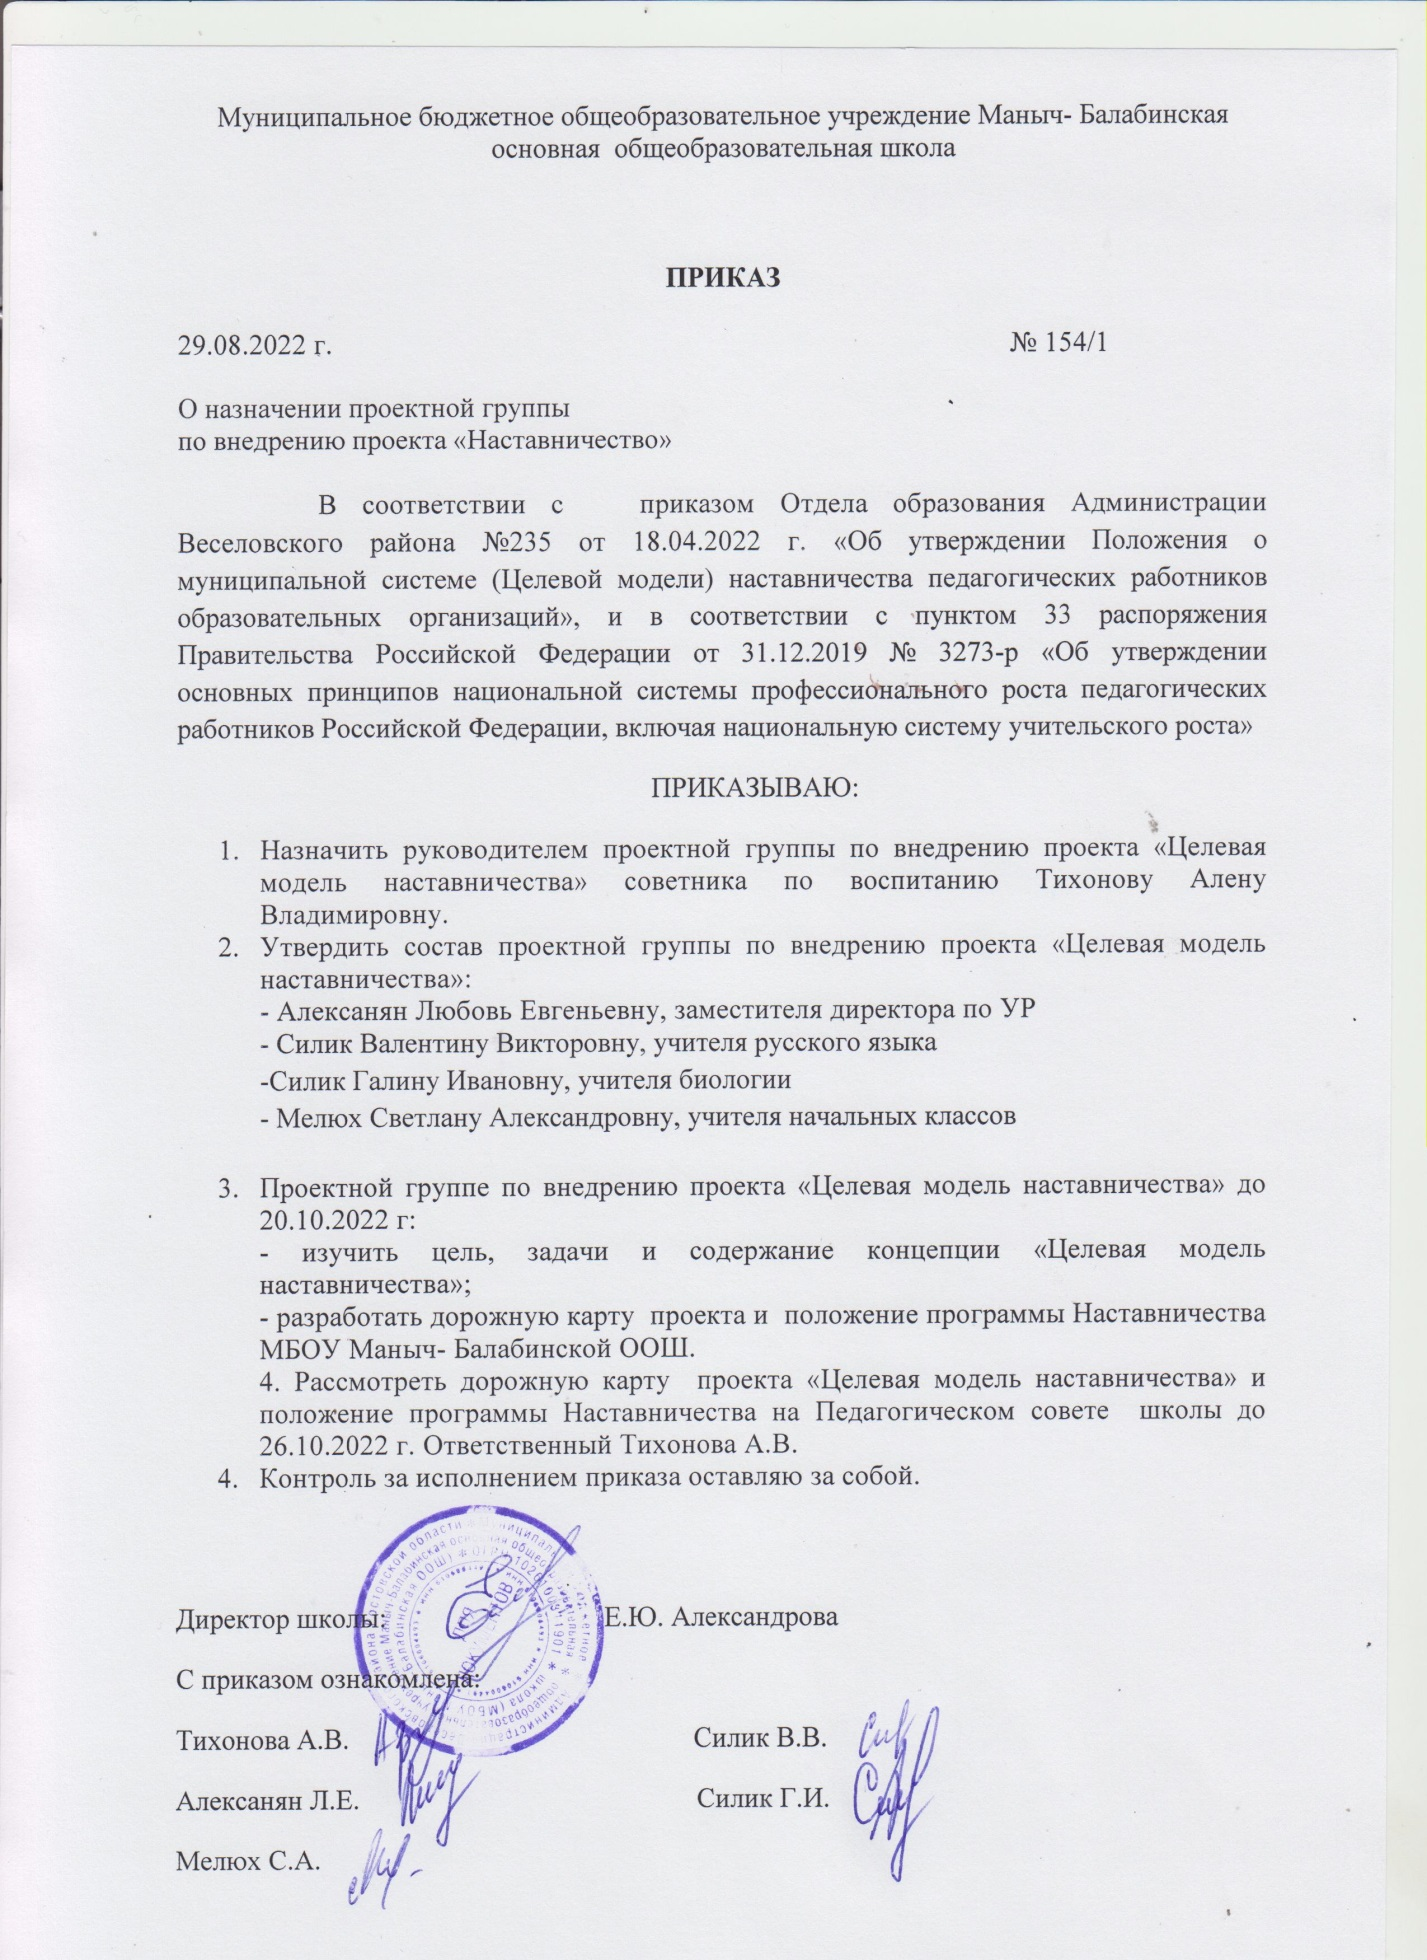 Муниципальное бюджетное общеобразовательное учреждение Маныч- Балабинская
основная общеобразовательная школа
ПРИКАЗ
29.08.2022 г. № 154/1
О назначении проектной группы
по внедрению проекта «Наставничество»
В соответствии с приказом Отдела образования Администрации
Веселовского района №235 от 18.04.2022 г. «Об утверждении Положения о
муниципальной системе (Целевой модели) наставничества педагогических работников
образовательных организаций», и в соответствии с пунктом 33 распоряжения
Правительства Российской Федерации от 31.12.2019 № 3273-р «Об утверждении
основных принципов национальной системы профессионального роста педагогических
работников Российской Федерации, включая национальную систему учительского роста»
ПРИКАЗЫВАЮ:
1. Назначить руководителем проектной группы по внедрению проекта «Целевая
модель наставничества» советника по воспитанию Тихонову Алену
Владимировну.
2. Утвердить состав проектной группы по внедрению проекта «Целевая модель
наставничества»:
- Алексанян Любовь Евгеньевну, заместителя директора по УР
- Силик Валентину Викторовну, учителя русского языка
-Силик Галину Ивановну, учителя биологии
- Мелюх Светлану Александровну, учителя начальных классов
3. Проектной группе по внедрению проекта «Целевая модель наставничества» до
20.10.2022 г:
- изучить цель, задачи и содержание концепции «Целевая модель
наставничества»;
- разработать дорожную карту проекта и положение программы Наставничества
МБОУ Маныч- Балабинской ООШ.
4. Рассмотреть дорожную карту проекта «Целевая модель наставничества» и
положение программы Наставничества на Педагогическом совете школы до
26.10.2022 г. Ответственный Тихонова А.В.
4. Контроль за исполнением приказа оставляю за собой.
Директор школы: Е.Ю. Александрова
С приказом ознакомлена:
Тихонова А.В. Силик В.В.
Алексанян Л.Е. Силик Г.И.
Мелюх С.А.